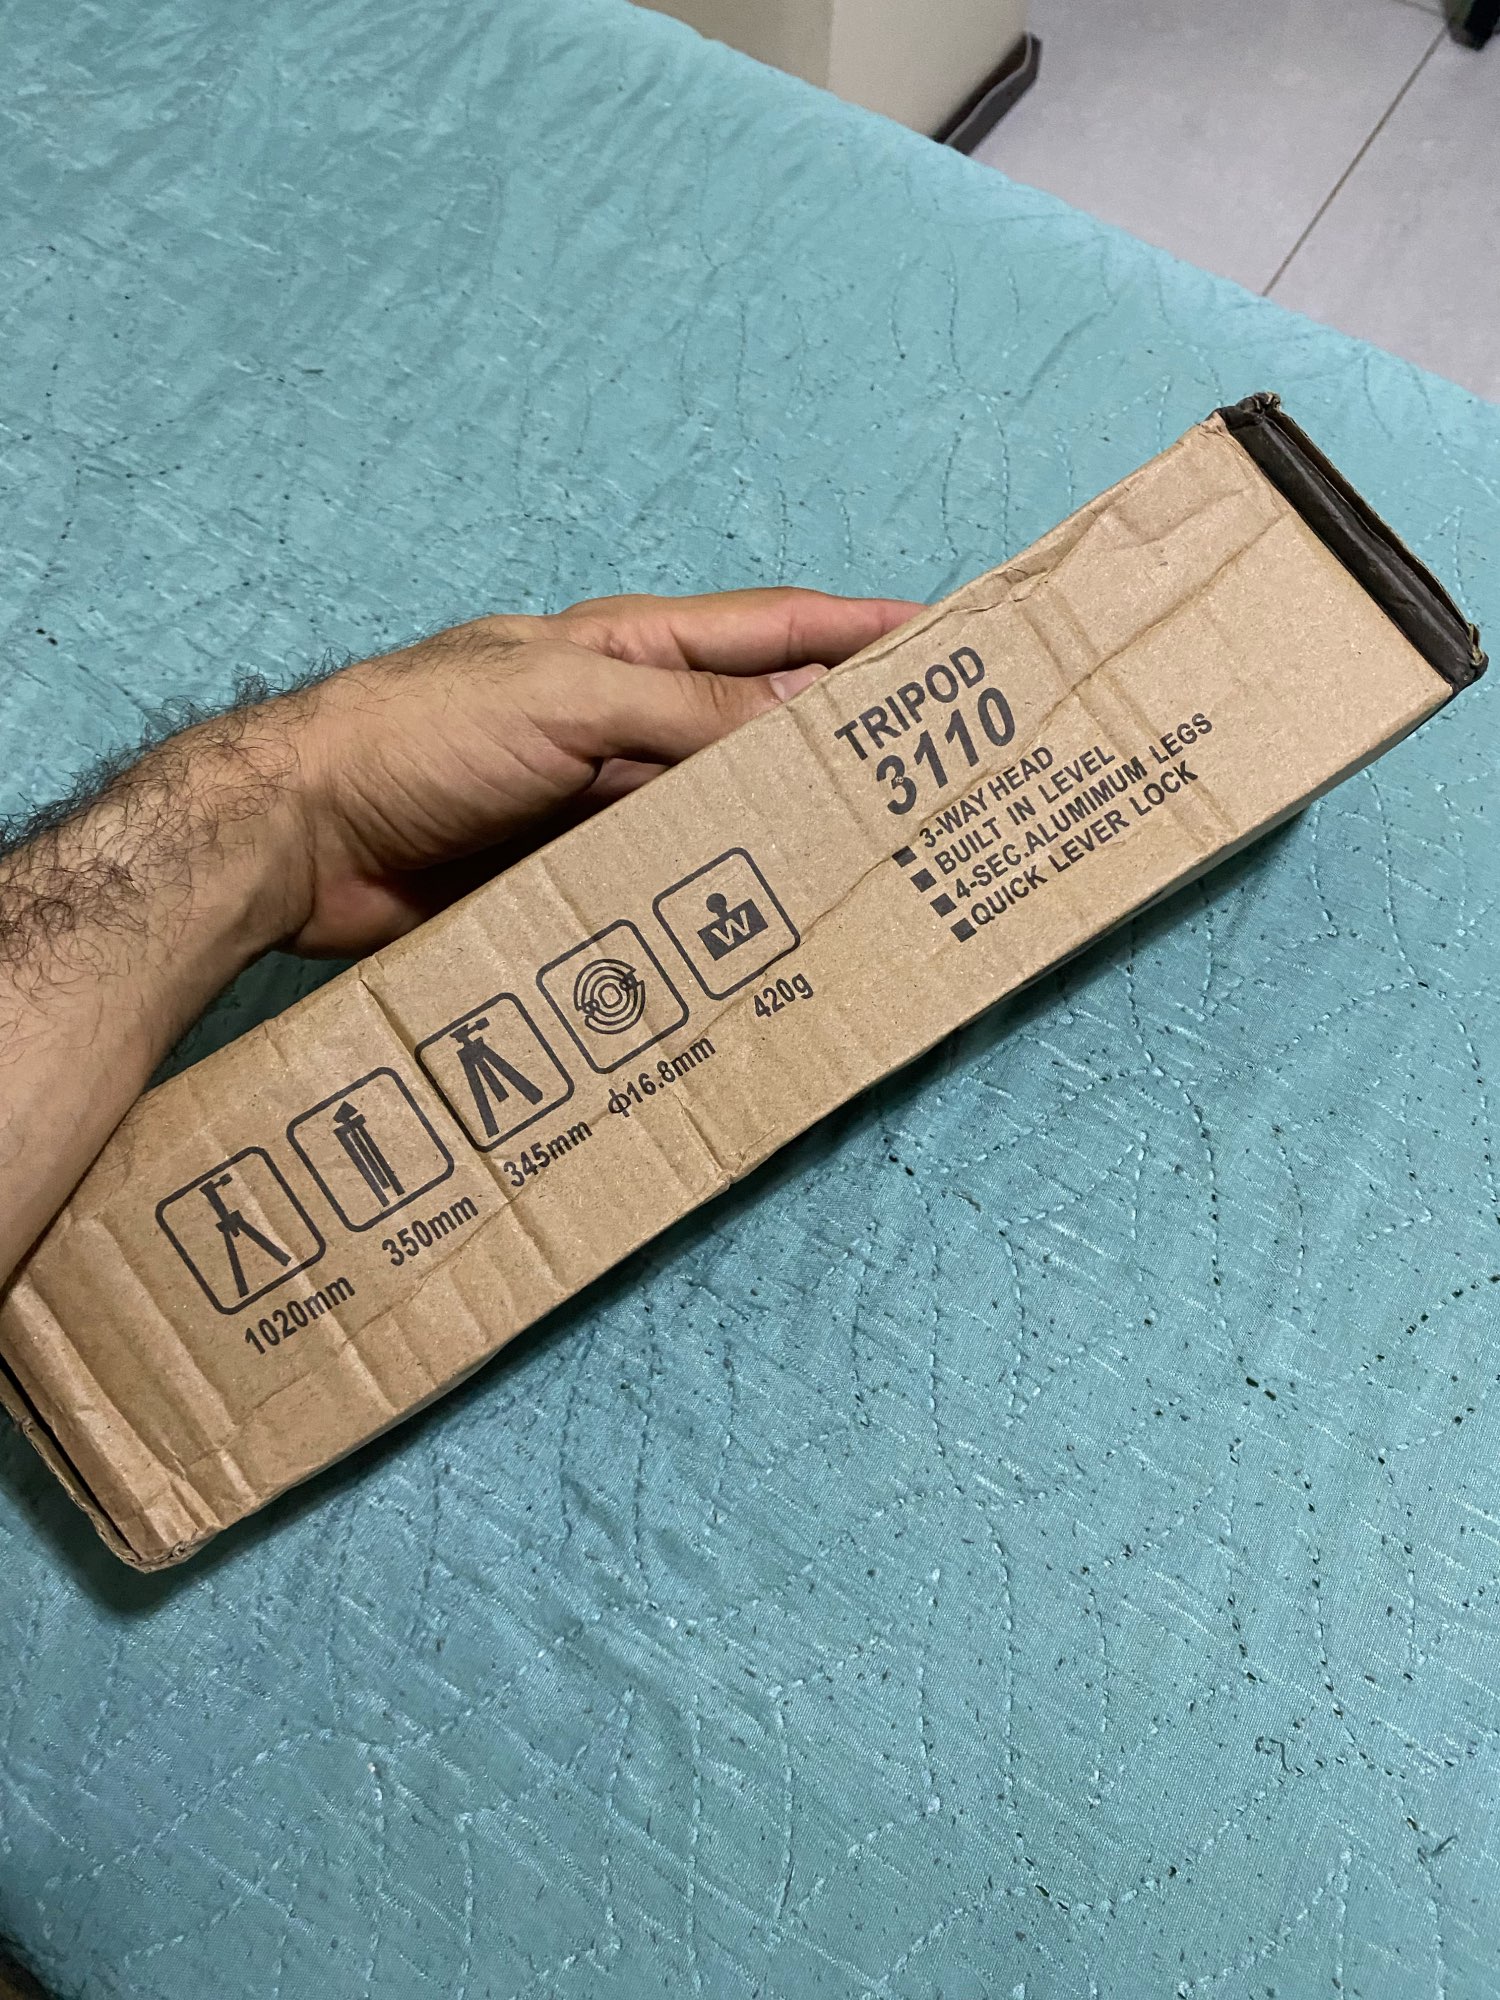 TRIPOD
3110
3-WAY HEAD
BUILT IN LEVEL
4-SEC.ALUMIMUM LEGS
QUICK LEVER LOCK
W
1020mm
350mm
345mm
ϕ16.8mm
420g